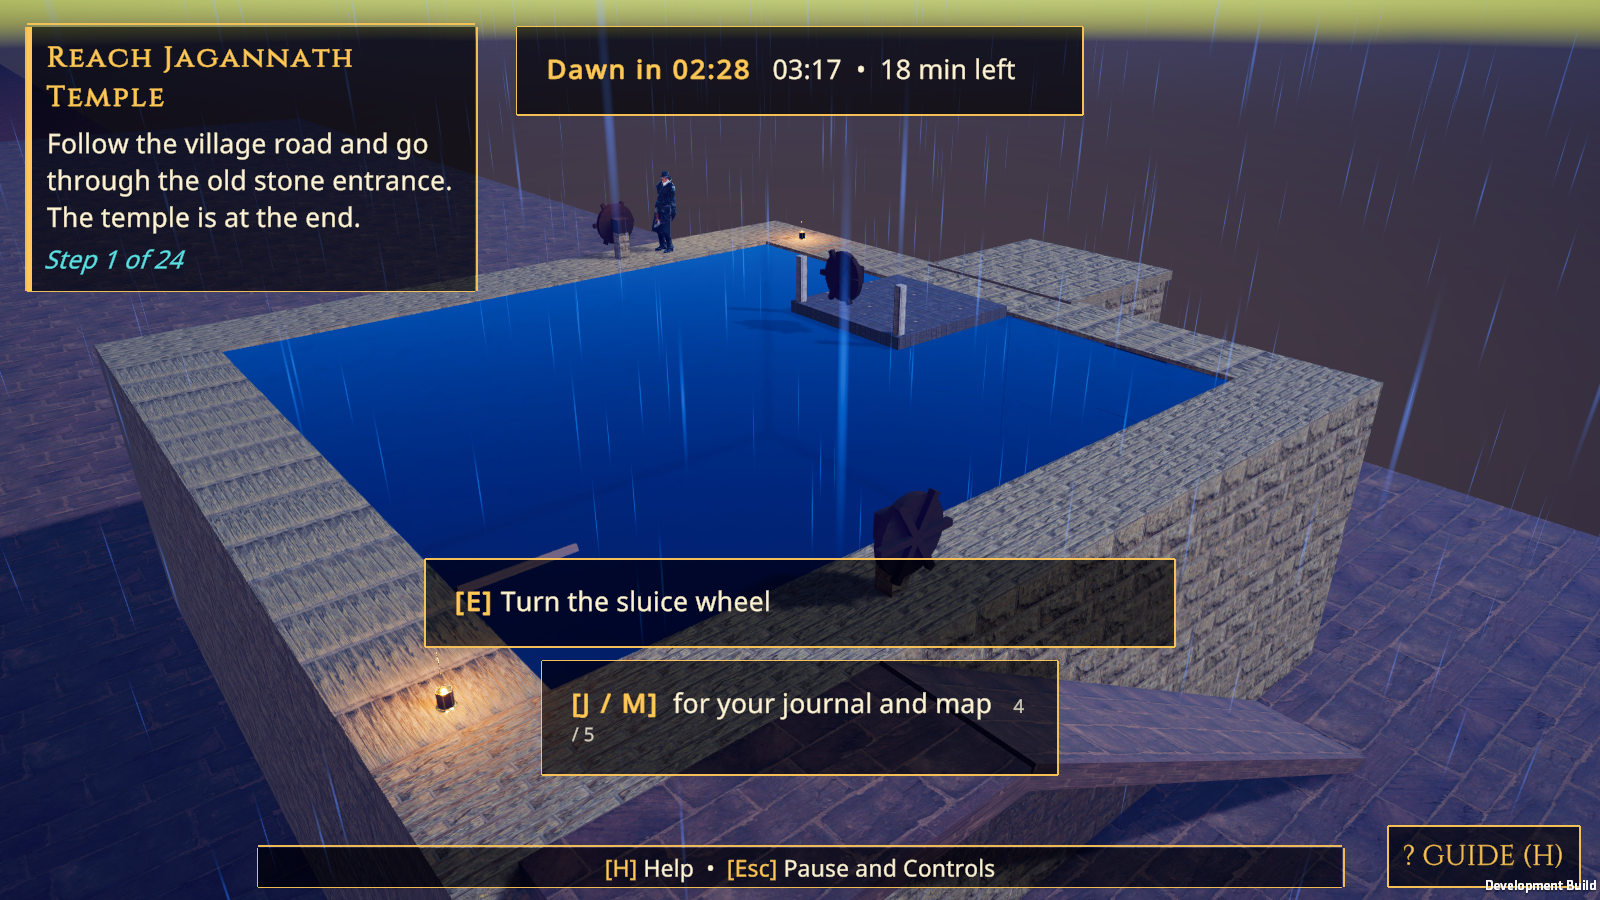 Reach Jagannath
Temple
Follow the village road and go
through the old stone entrance.
The temple is at the end.
Step 1 of 24
Dawn in 02:28 03:17 • 18 min left
[E] Turn the sluice wheel
[J / M] for your journal and map 4
/ 5
[H] Help • [Esc] Pause and Controls
? GUIDE (H)
Development Build